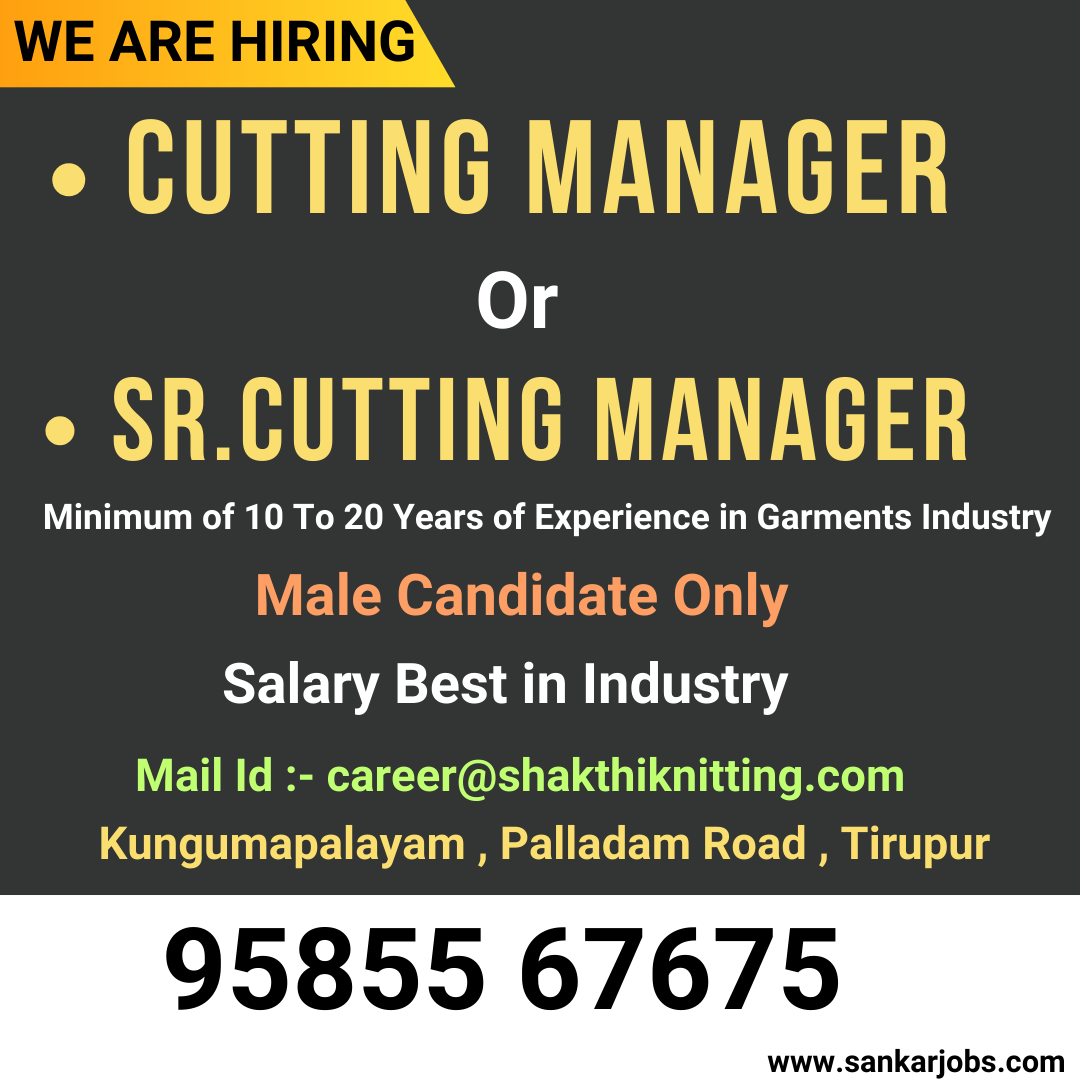 WE ARE HIRING
• CUTTING MANAGER
Or
• SR.CUTTING MANAGER
Minimum of 10 To 20 Years of Experience in Garments Industry
Male Candidate Only
Salary Best in Industry
Mail Id :- career@shakthiknitting.com
Kungumapalayam , Palladam Road , Tirupur
95855 67675
www.sankarjobs.com